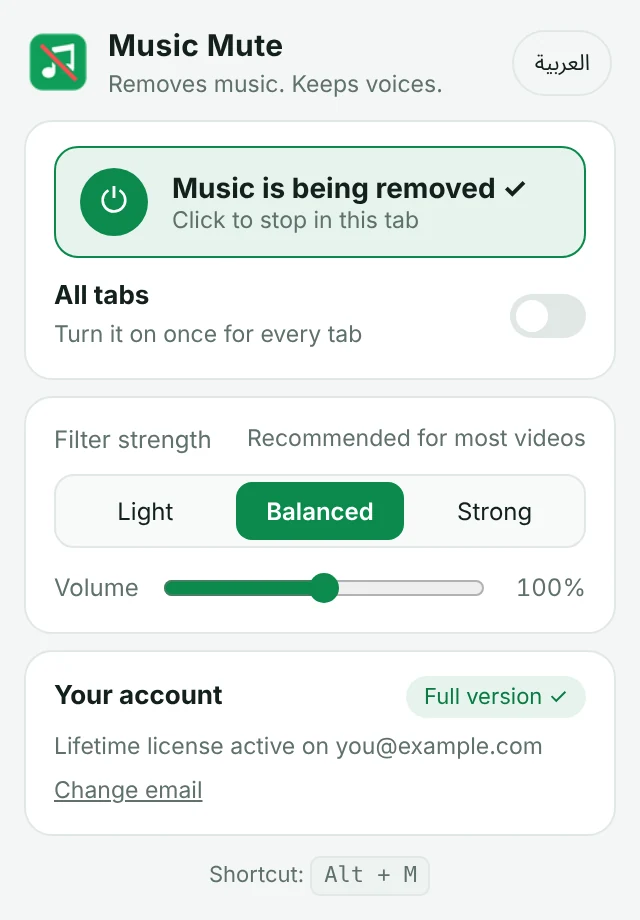 Music Mute
Removes music. Keeps voices.
العربية
Music is being removed ✓
Click to stop in this tab
All tabs
Turn it on once for every tab
Filter strength
Recommended for most videos
Light
Balanced
Strong
Volume
100%
Your account
Full version ✓
Lifetime license active on you@example.com
Change email
Shortcut: Alt + M